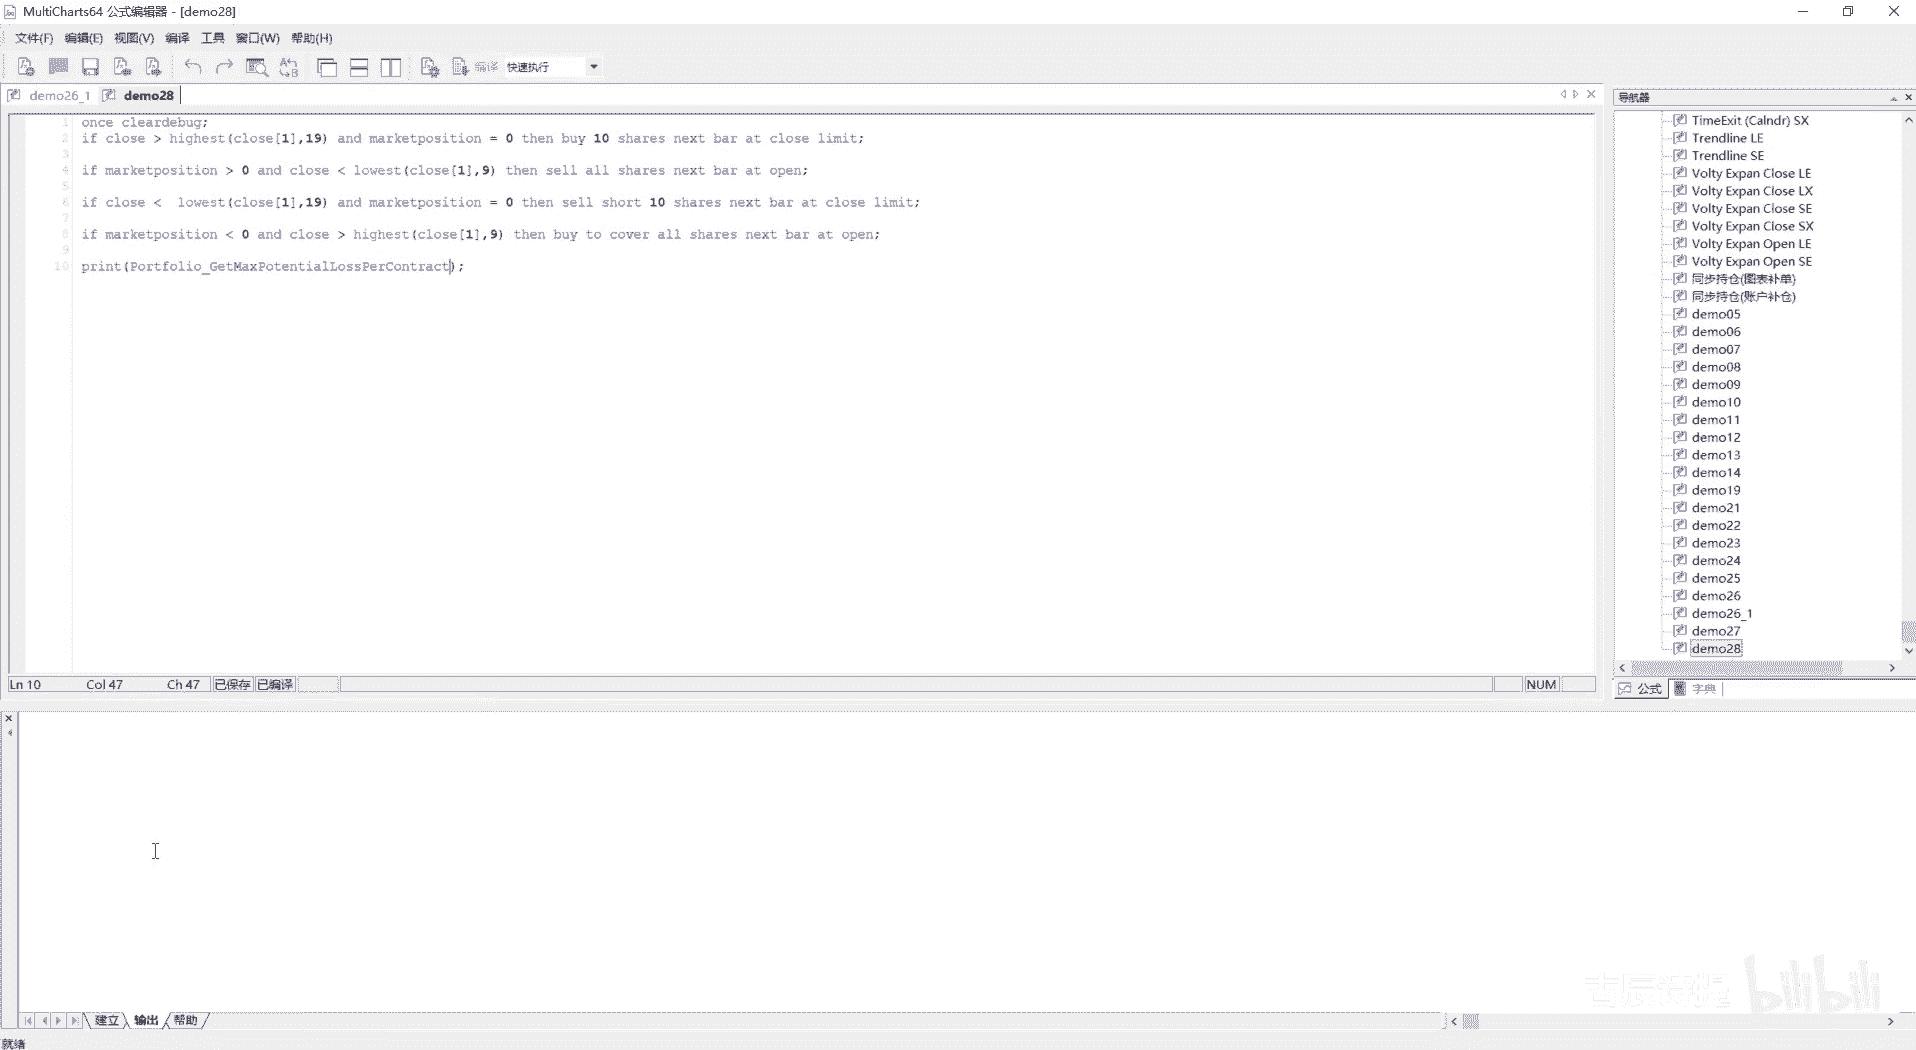 MultiCharts64 公式编辑器 - [demo28]
文件(F) 编辑(E) 视图(V) 编译 工具 窗口(W) 帮助(H)
编译 快速执行
demo26_1 demo28
1 once cleardebug;
2 if close > highest(close[1],19) and marketposition = 0 then buy 10 shares next bar at close limit;
3
4 if marketposition > 0 and close < lowest(close[1],9) then sell all shares next bar at open;
5
6 if close <  lowest(close[1],19) and marketposition = 0 then sell short 10 shares next bar at close limit;
7
8 if marketposition < 0 and close > highest(close[1],9) then buy to cover all shares next bar at open;
9
10 print(Portfolio_GetMaxPotentialLossPerContract);
Ln 10 Col 47 Ch 47 已保存 已编译 NUM
导航器
TimeExit (Calndr) SX
Trendline LE
Trendline SE
Volty Expan Close LE
Volty Expan Close LX
Volty Expan Close SE
Volty Expan Close SX
Volty Expan Open LE
Volty Expan Open SE
同步持仓(图表补单)
同步持仓(账户补仓)
demo05
demo06
demo07
demo08
demo09
demo10
demo11
demo12
demo13
demo14
demo19
demo21
demo22
demo23
demo24
demo25
demo26
demo26_1
demo27
demo28
公式 字典
建立 输出 帮助
bilibili
就绪